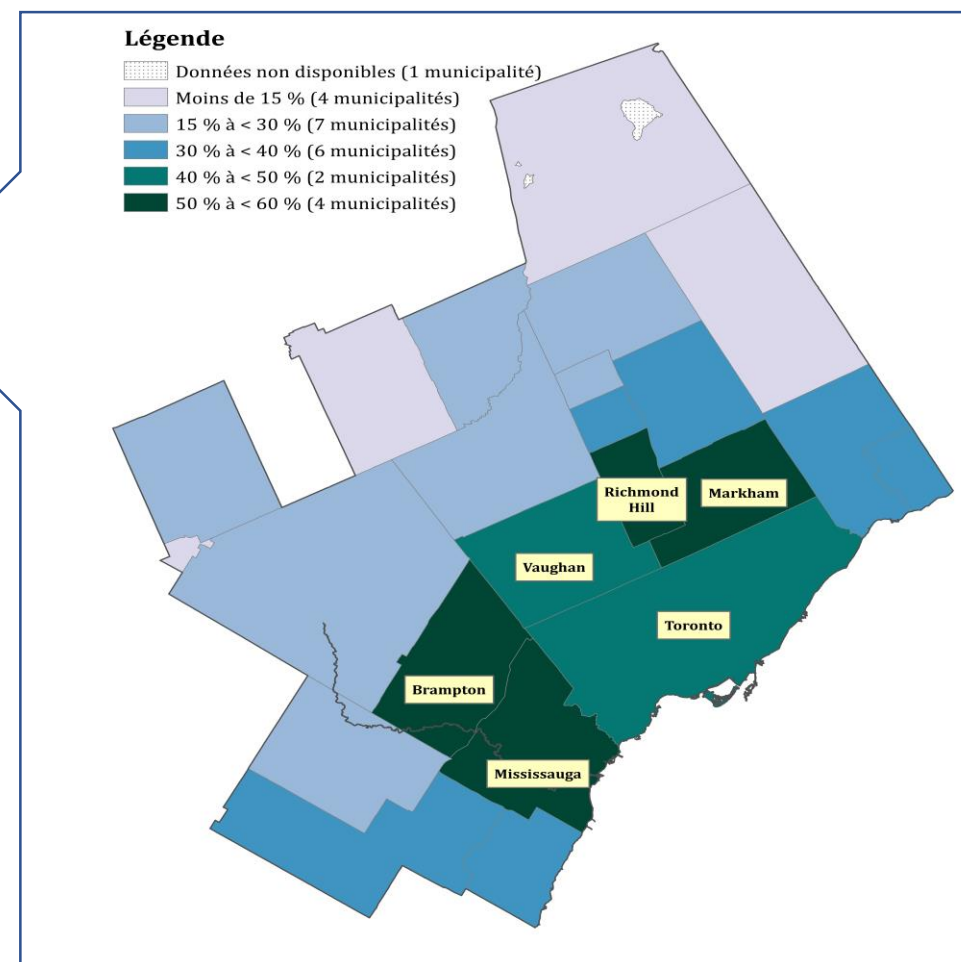 Légende
Données non disponibles (1 municipalité)
Moins de 15 % (4 municipalités)
15 % à < 30 % (7 municipalités)
30 % à < 40 % (6 municipalités)
40 % à < 50 % (2 municipalités)
50 % à < 60 % (4 municipalités)
Richmond
Hill
Markham
Vaughan
Toronto
Brampton
Mississauga